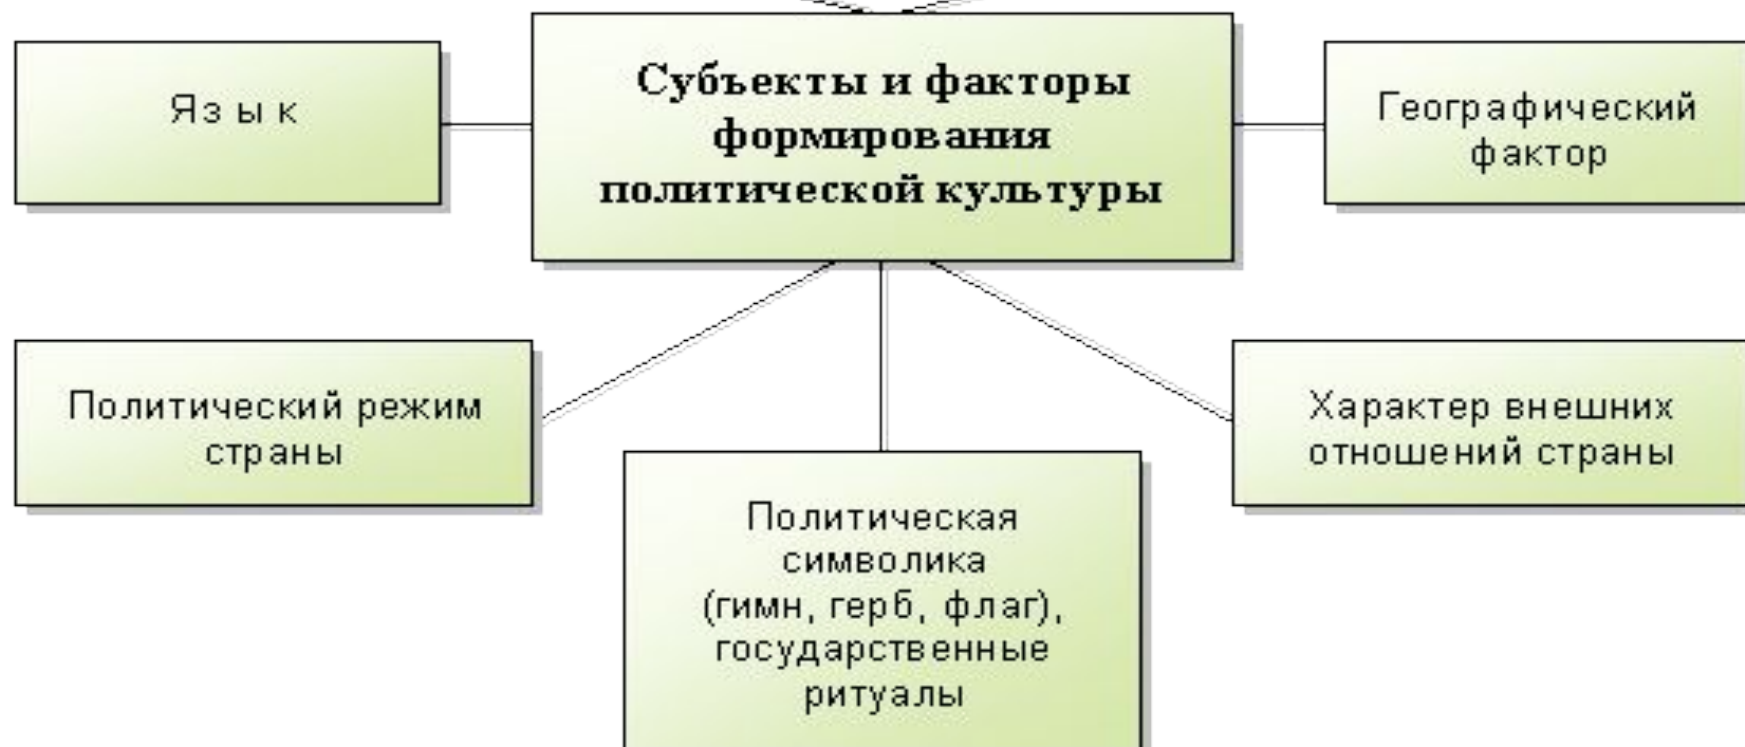 Язык
Субъекты и факторы
формирования
политической культуры
Географический
фактор
Политический режим
страны
Политическая
символика
(гимн, герб, флаг),
государственные
ритуалы
Характер внешних
отношений страны